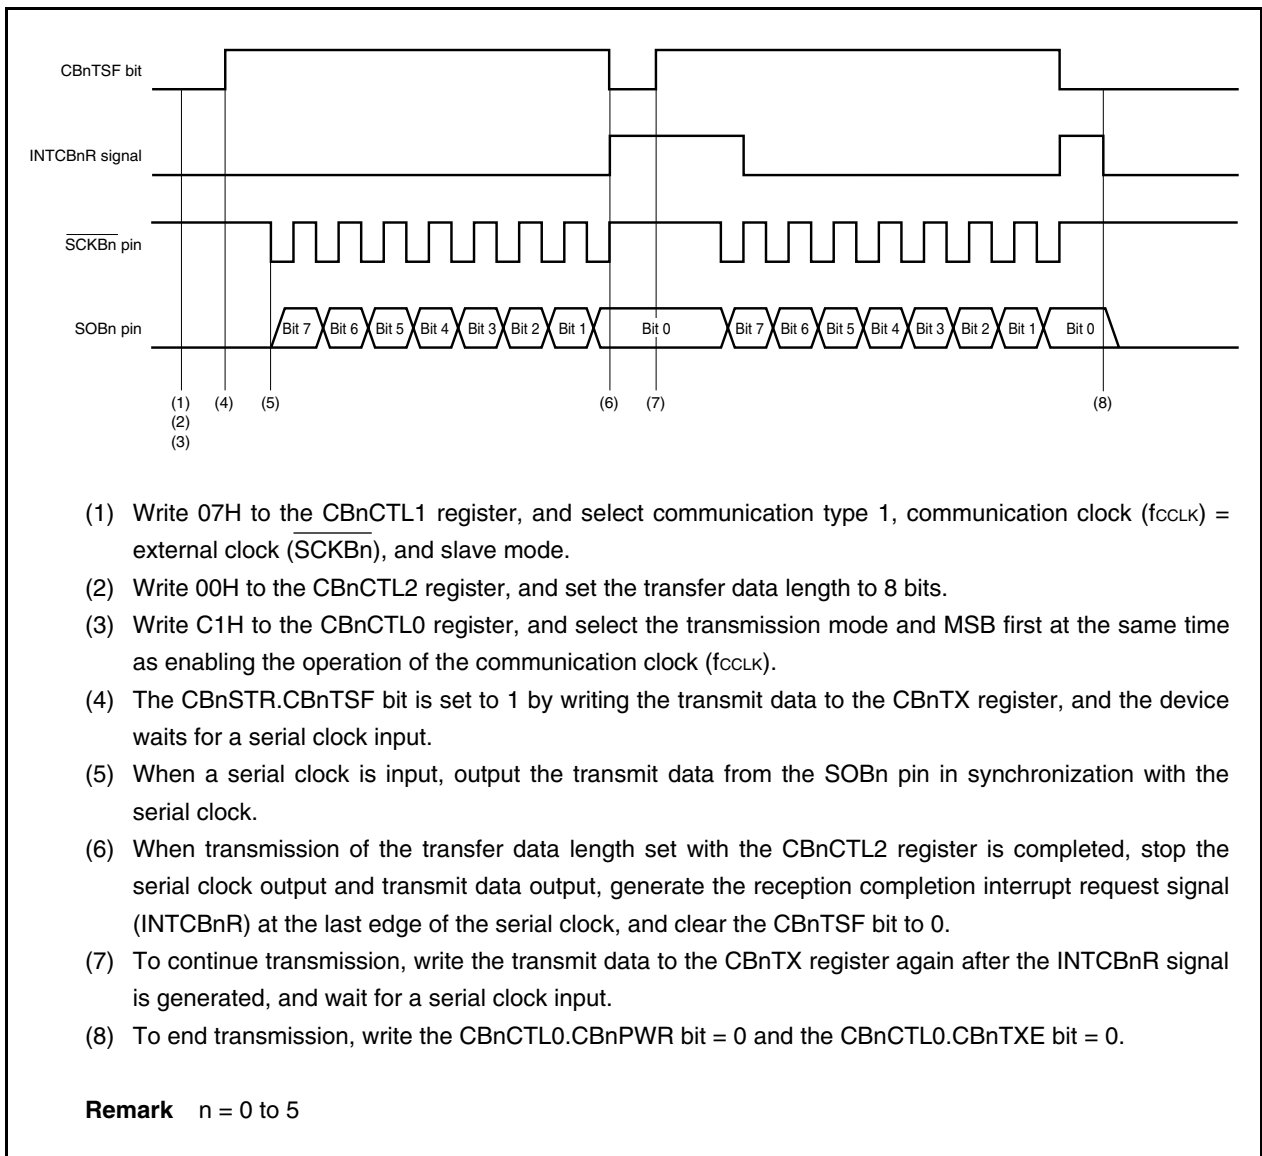 CBnTSF bit
INTCBnR signal
SCKBn pin
SOBn pin
Bit 7 Bit 6 Bit 5 Bit 4 Bit 3 Bit 2 Bit 1 Bit 0 Bit 7 Bit 6 Bit 5 Bit 4 Bit 3 Bit 2 Bit 1 Bit 0
(1) (4) (5) (6) (7) (8)
(2)
(3)
(1) Write 07H to the CBnCTL1 register, and select communication type 1, communication clock (fCCLK) =
external clock (SCKBn), and slave mode.
(2) Write 00H to the CBnCTL2 register, and set the transfer data length to 8 bits.
(3) Write C1H to the CBnCTL0 register, and select the transmission mode and MSB first at the same time
as enabling the operation of the communication clock (fCCLK).
(4) The CBnSTR.CBnTSF bit is set to 1 by writing the transmit data to the CBnTX register, and the device
waits for a serial clock input.
(5) When a serial clock is input, output the transmit data from the SOBn pin in synchronization with the
serial clock.
(6) When transmission of the transfer data length set with the CBnCTL2 register is completed, stop the
serial clock output and transmit data output, generate the reception completion interrupt request signal
(INTCBnR) at the last edge of the serial clock, and clear the CBnTSF bit to 0.
(7) To continue transmission, write the transmit data to the CBnTX register again after the INTCBnR signal
is generated, and wait for a serial clock input.
(8) To end transmission, write the CBnCTL0.CBnPWR bit = 0 and the CBnCTL0.CBnTXE bit = 0.
Remark n = 0 to 5